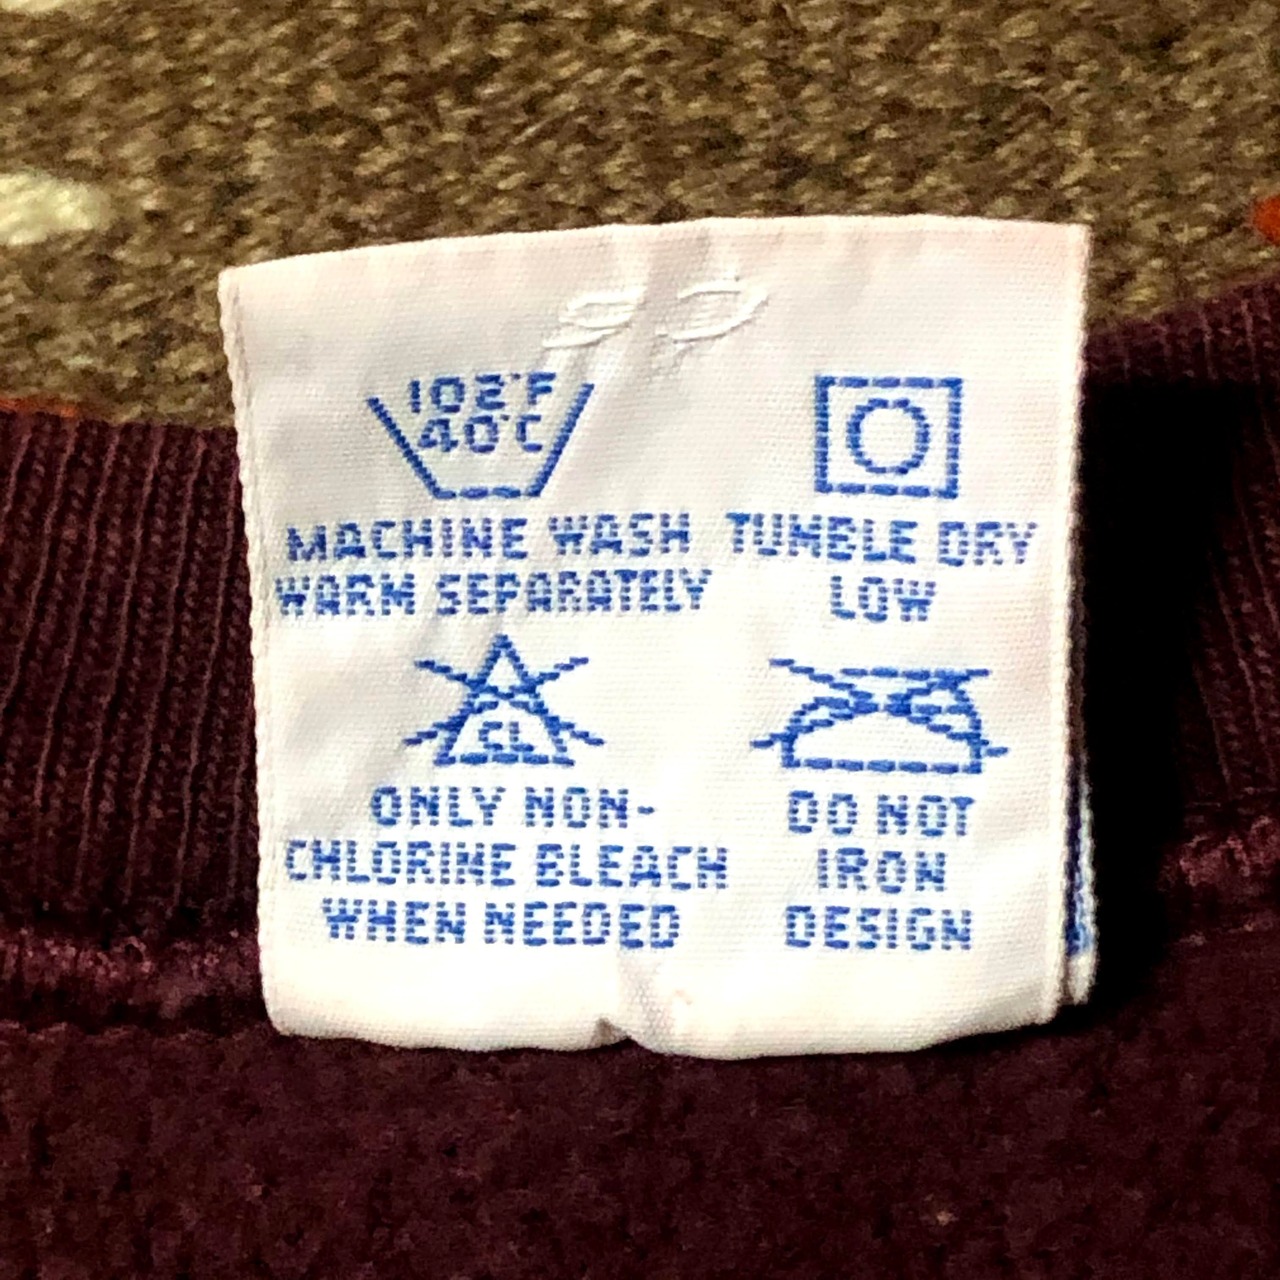 102°F
40°C
MACHINE WASH
WARM SEPARATELY
TUMBLE DRY
LOW
CL
ONLY NON-
CHLORINE BLEACH
WHEN NEEDED
DO NOT
IRON
DESIGN